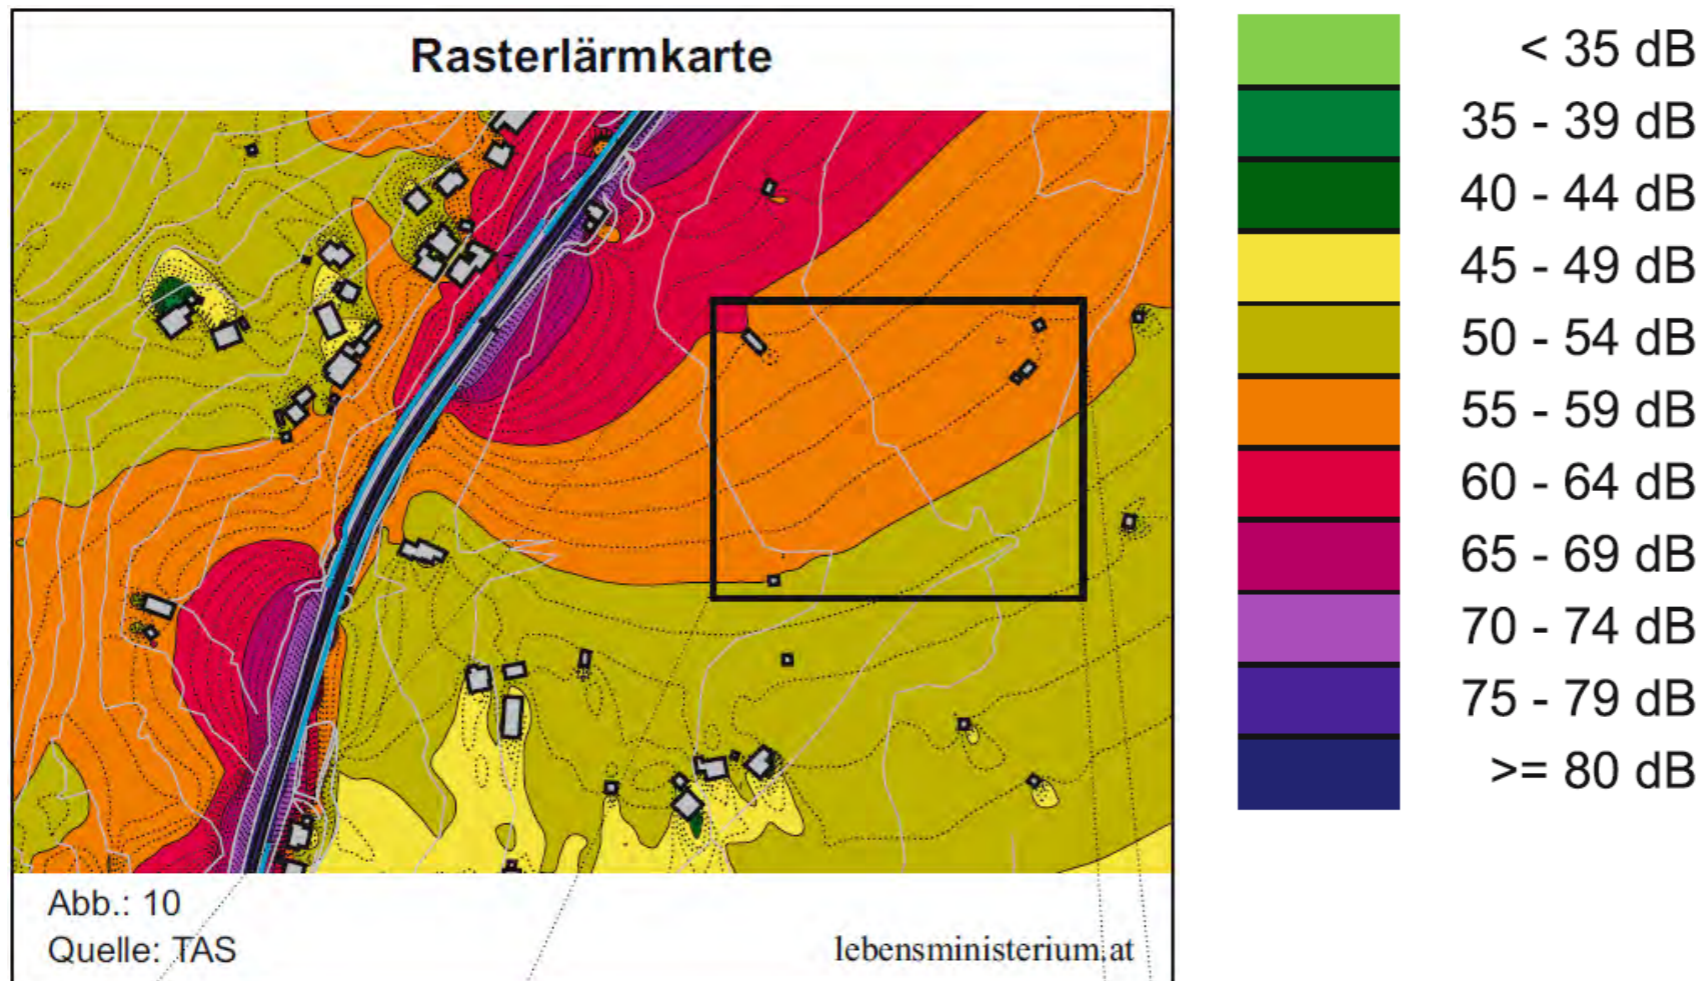 Rasterlärmkarte
< 35 dB
35 - 39 dB
40 - 44 dB
45 - 49 dB
50 - 54 dB
55 - 59 dB
60 - 64 dB
65 - 69 dB
70 - 74 dB
75 - 79 dB
>= 80 dB
Abb.: 10
Quelle: TAS
lebensministerium.at